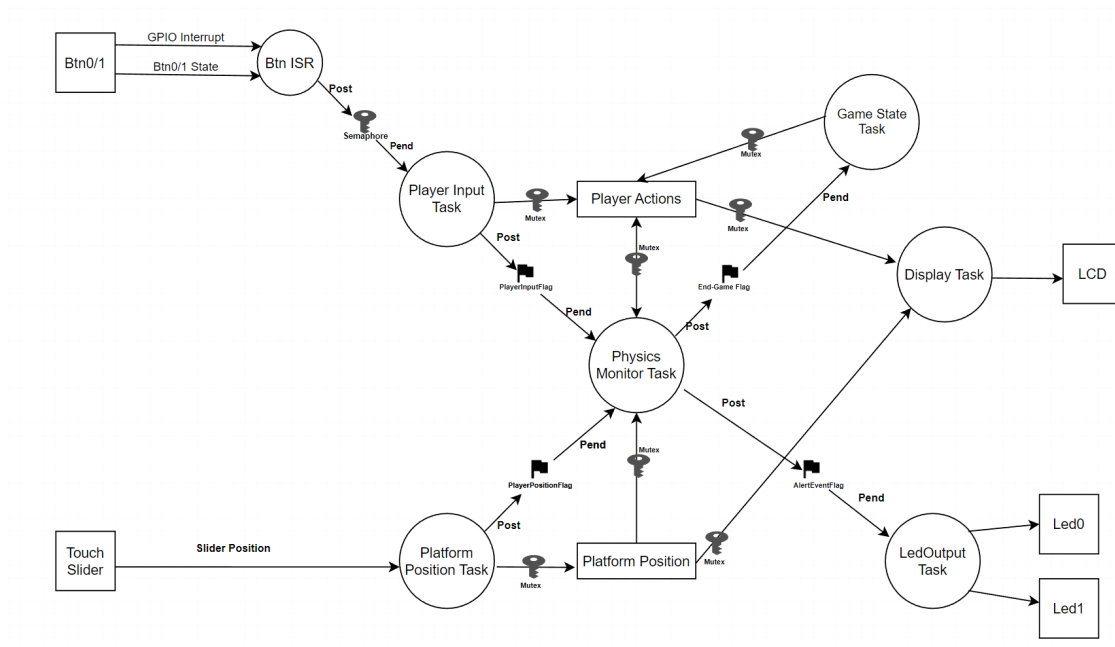 GPIO Interrupt
Btn0/1
Btn0/1 State
Btn ISR
Post
Semaphore
Pend
Game State
Task
Mutex
Pend
Player Input
Task
Mutex
Player Actions
Mutex
Post
PlayerInputFlag
Pend
Mutex
End-Game Flag
Post
Display Task
LCD
Physics
Monitor Task
Post
Pend
PlayerPositionFlag
Post
Mutex
AlertEventFlag
Pend
Touch
Slider
Slider Position
Platform
Position Task
Mutex
Platform Position
Mutex
LedOutput
Task
Led0
Led1